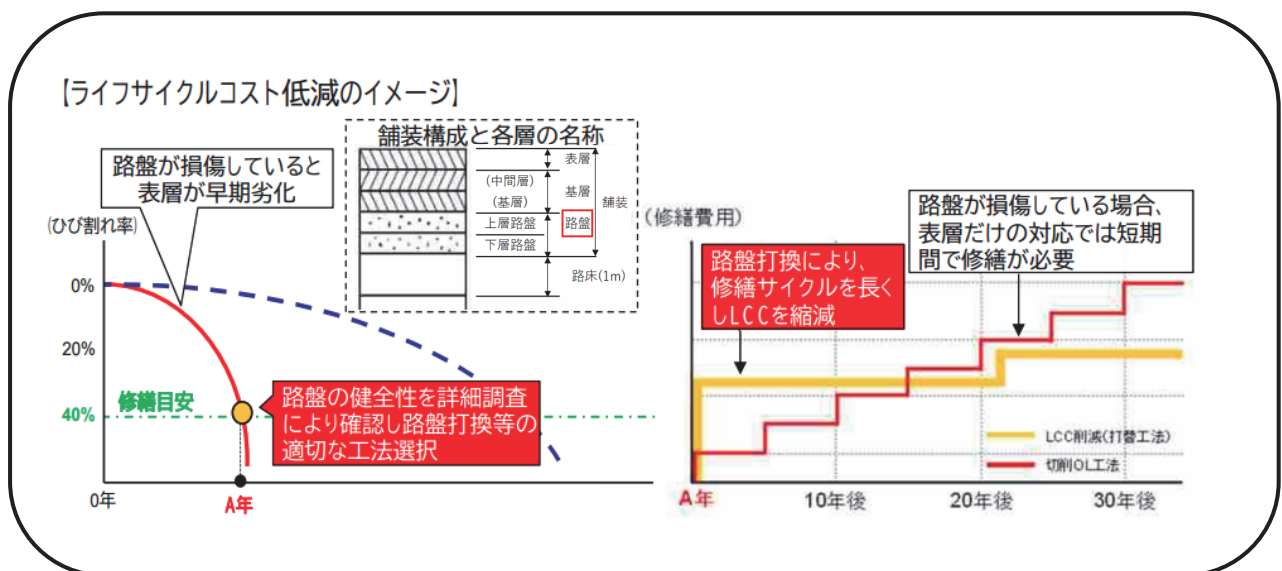 【ライフサイクルコスト低減のイメージ】
舗装構成と各層の名称
表層
(中間層)
(基層)
基層
舗装
上層路盤
下層路盤
路盤
路床(1m)
路盤が損傷していると
表層が早期劣化
(ひび割れ率)
0%
20%
40%
修繕目安
路盤の健全性を詳細調査
により確認し路盤打換等の
適切な工法選択
0年
A年
(修繕費用)
路盤打換により、
修繕サイクルを長く
しLCCを縮減
路盤が損傷している場合、
表層だけの対応では短期
間で修繕が必要
LCC削減(打替工法)
切削OL工法
A年
10年後
20年後
30年後